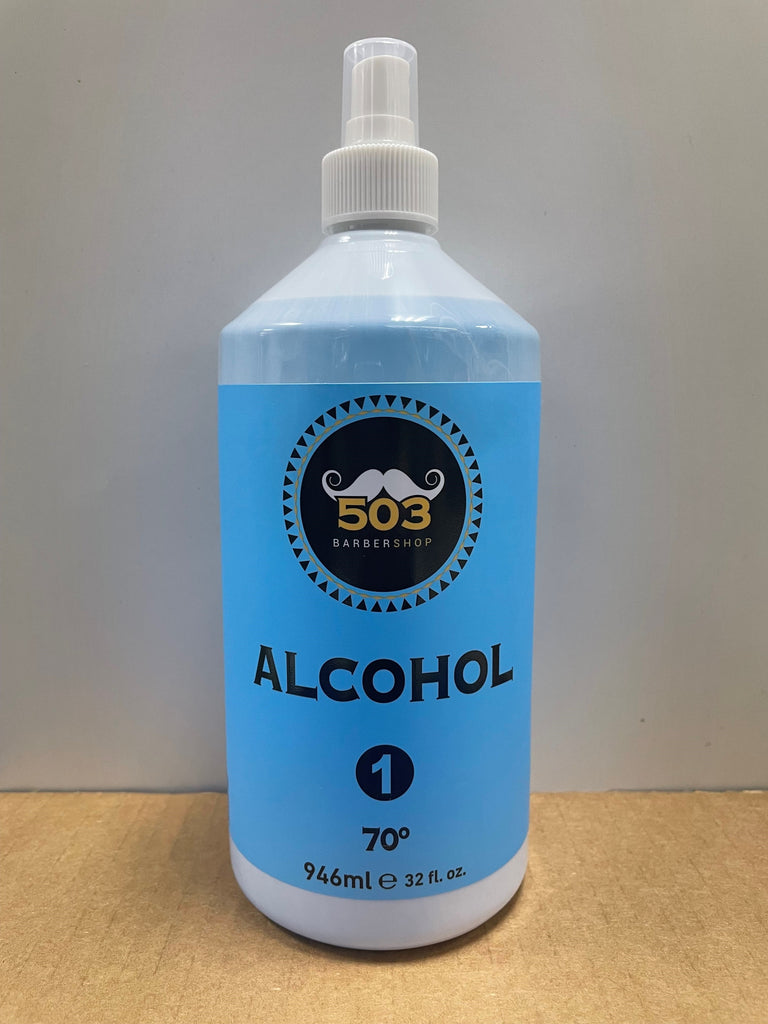 503
BARBERSHOP
ALCOHOL
1
70º
946ml ℮ 32 fl. oz.